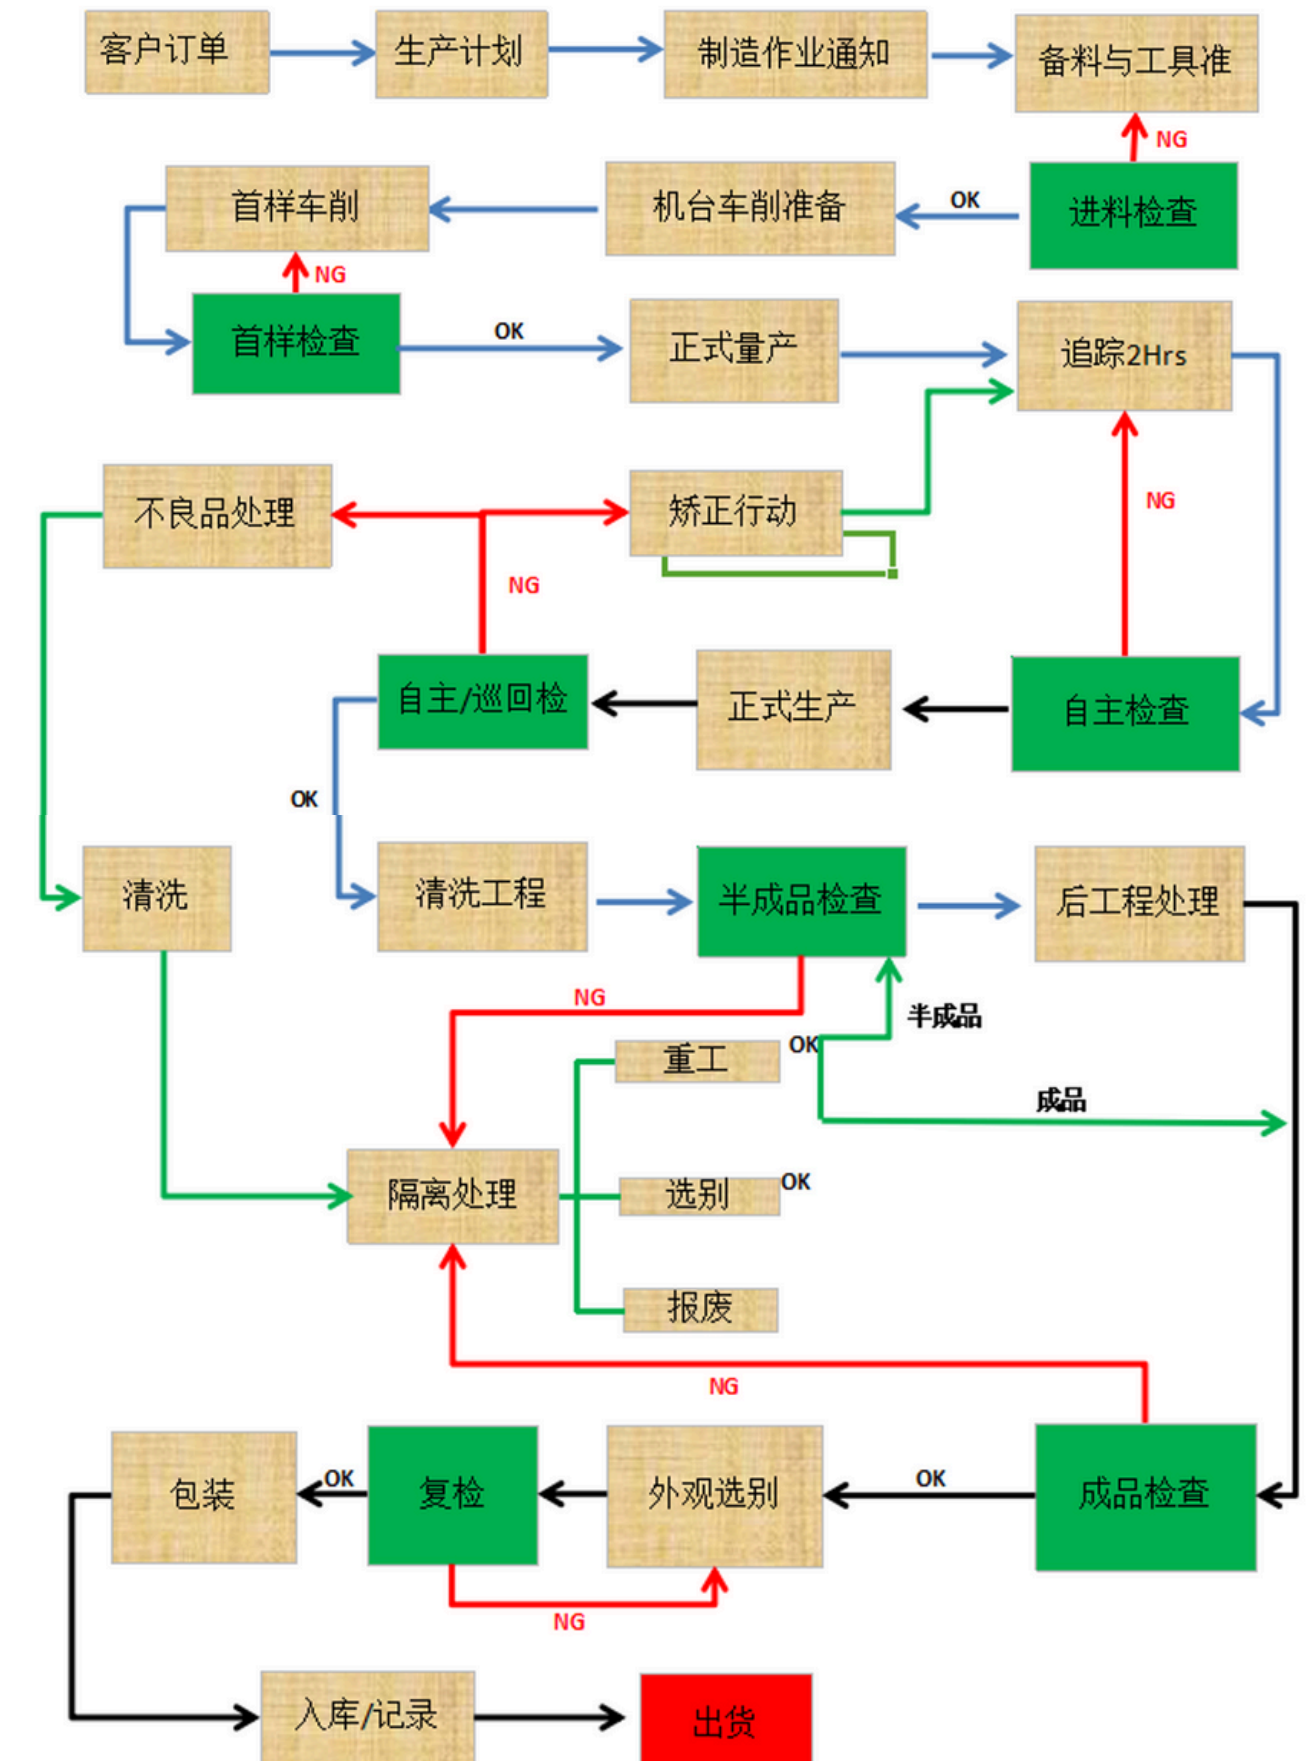 客户订单
生产计划
制造作业通知
备料与工具准
NG
首样车削
机台车削准备
OK
进料检查
NG
首样检查
OK
正式量产
追踪2Hrs
不良品处理
矫正行动
NG
NG
自主/巡回检
正式生产
自主检查
OK
清洗
清洗工程
半成品检查
后工程处理
NG
半成品
重工
OK
成品
隔离处理
选别
OK
报废
NG
包装
OK
复检
外观选别
OK
成品检查
NG
入库/记录
出货